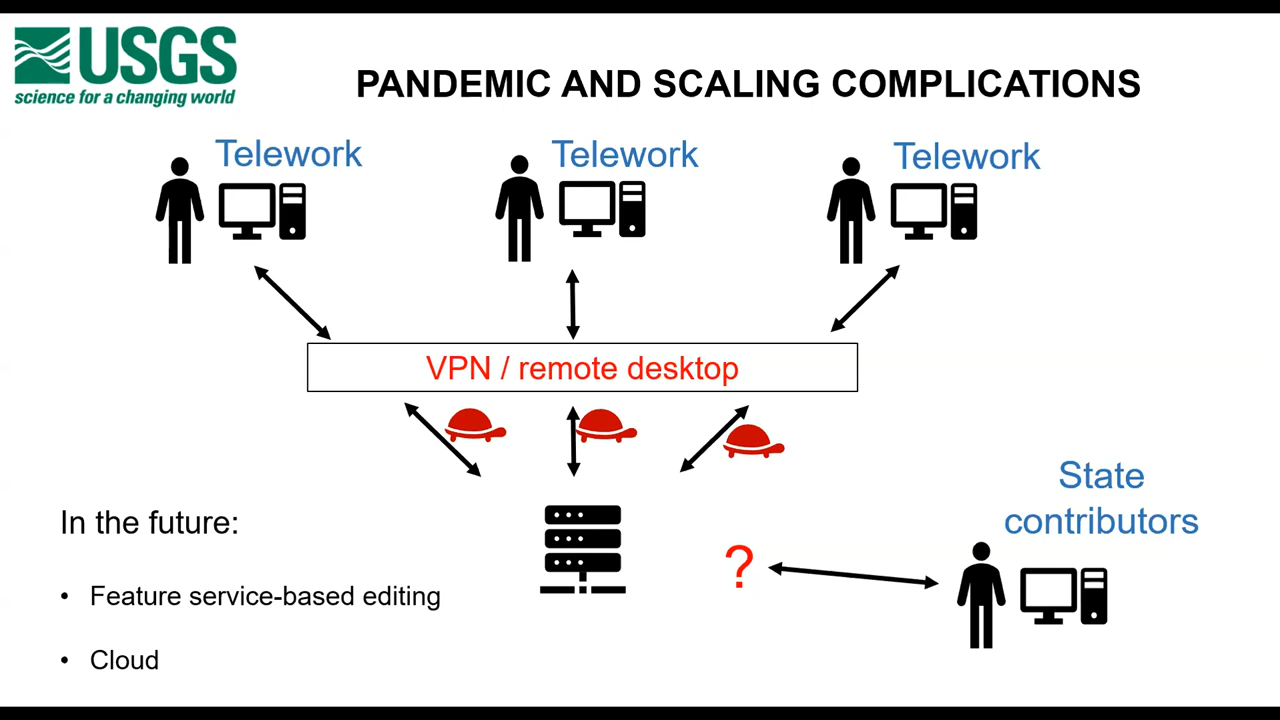 USGS
science for a changing world
PANDEMIC AND SCALING COMPLICATIONS
Telework
Telework
Telework
VPN / remote desktop
State
contributors
In the future:
?
• Feature service-based editing
• Cloud